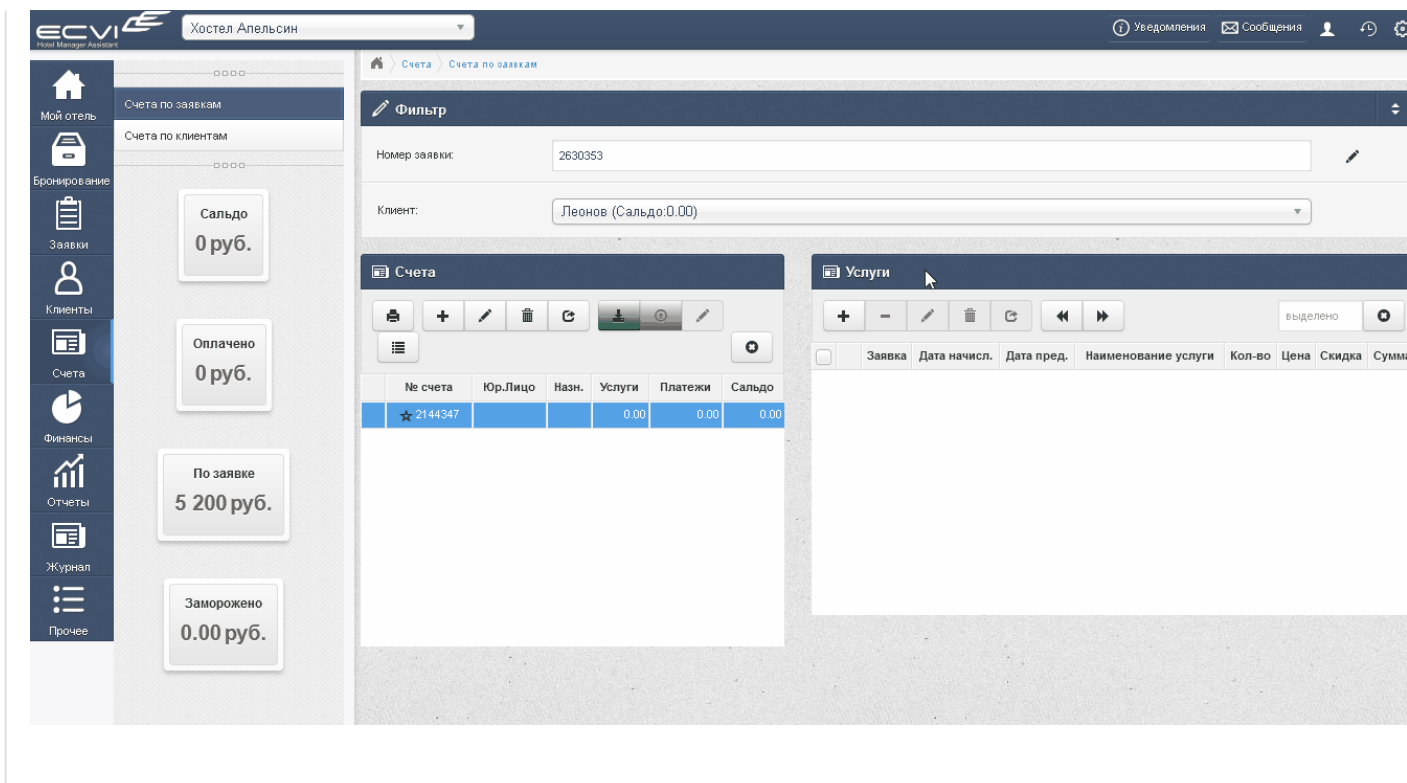 ECVI
Hotel Manager Assistant
Хостел Апельсин
Уведомления
Сообщения
Мой отель
Бронирование
Заявки
Клиенты
Счета
Финансы
Отчеты
Журнал
Прочее
Счета по заявкам
Счета по клиентам
Сальдо
0 руб.
Оплачено
0 руб.
По заявке
5 200 руб.
Заморожено
0.00 руб.
Счета
Счета по заявкам
Фильтр
Номер заявки:
2630353
Клиент:
Леонов (Сальдо:0.00)
Счета
№ счета Юр.Лицо Назн. Услуги Платежи Сальдо
2144347 0.00 0.00 0.00
Услуги
выделено
Заявка Дата начисл. Дата пред. Наименование услуги Кол-во Цена Скидка Сумма